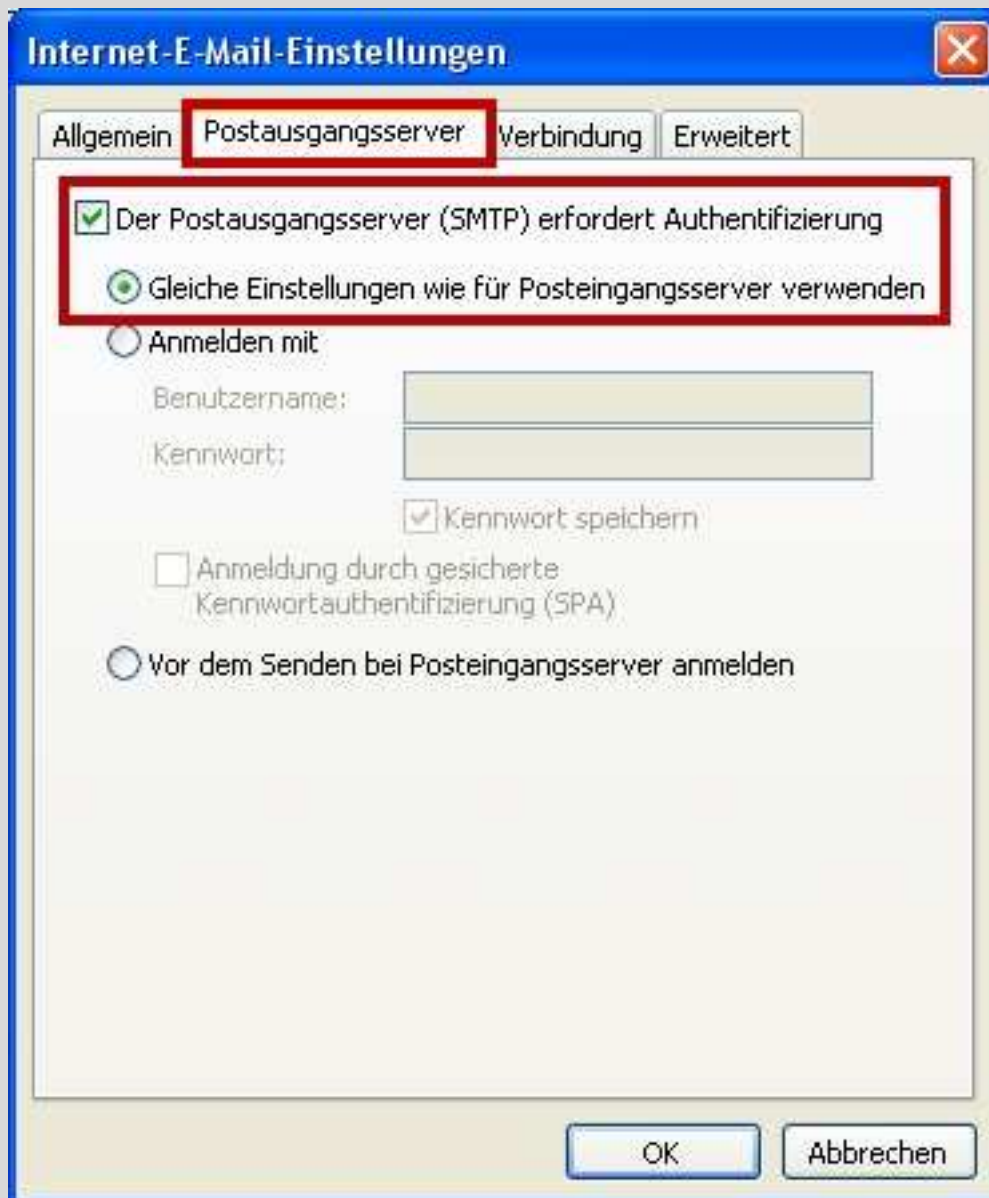 Internet-E-Mail-Einstellungen
Allgemein Postausgangsserver Verbindung Erweitert
Der Postausgangsserver (SMTP) erfordert Authentifizierung
Gleiche Einstellungen wie für Posteingangsserver verwenden
Anmelden mit
Benutzername:
Kennwort:
Kennwort speichern
Anmeldung durch gesicherte
Kennwortauthentifizierung (SPA)
Vor dem Senden bei Posteingangsserver anmelden
OK Abbrechen